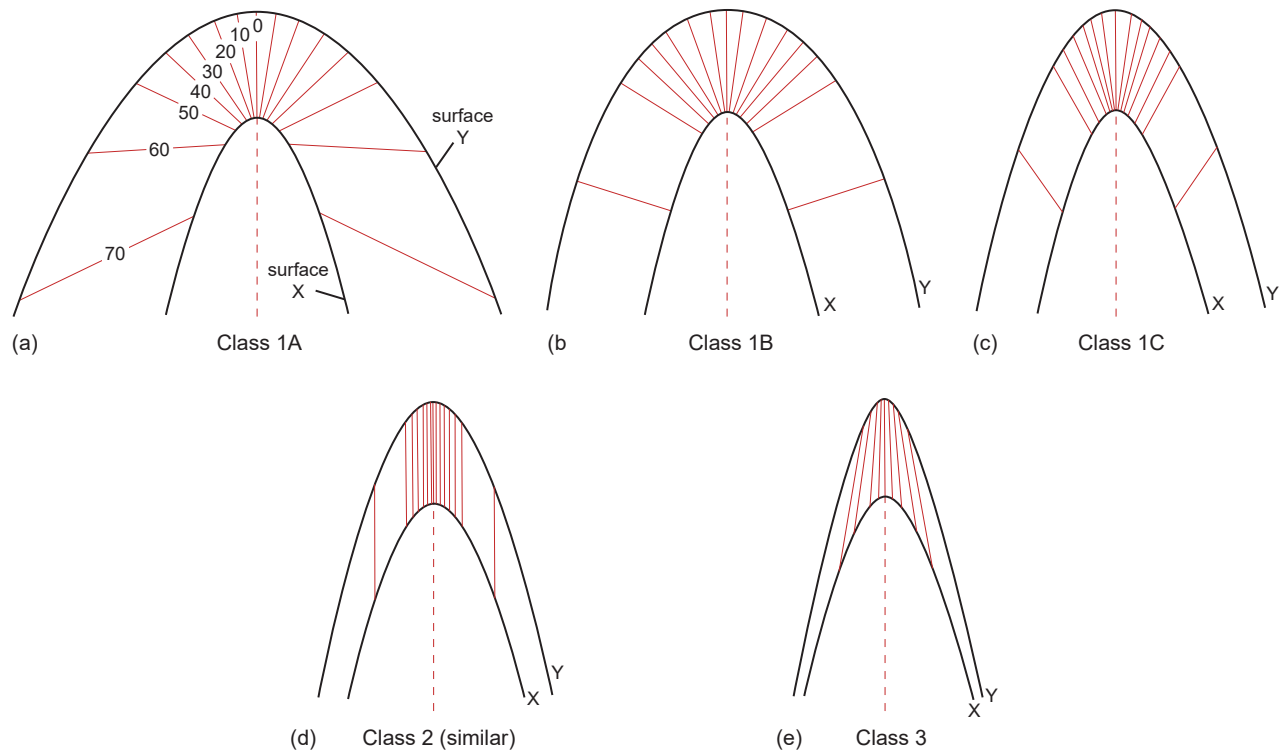 0
10
20
30
40
50
60
70
surface
Y
surface
X
(a)
Class 1A
X
Y
(b
Class 1B
X
Y
(c)
Class 1C
X
Y
(d)
Class 2 (similar)
X
Y
(e)
Class 3